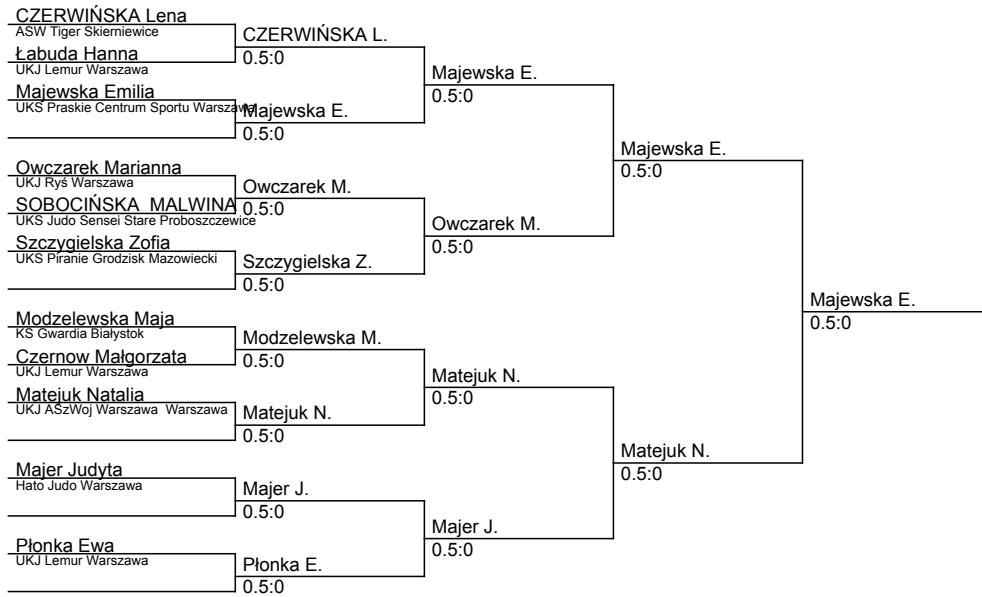 CZERWIŃSKA Lena
ASW Tiger Skierniewice
Łabuda Hanna
UKJ Lemur Warszawa
Majewska Emilia
UKS Praskie Centrum Sportu Warszawa
Owczarek Marianna
UKJ Ryś Warszawa
SOBOCIŃSKA  MALWINA
UKS Judo Sensei Stare Proboszczewice
Szczygielska Zofia
UKS Piranie Grodzisk Mazowiecki
Modzelewska Maja
KS Gwardia Białystok
Czernow Małgorzata
UKJ Lemur Warszawa
Matejuk Natalia
UKJ ASzWoj Warszawa  Warszawa
Majer Judyta
Hato Judo Warszawa
Płonka Ewa
UKJ Lemur Warszawa
CZERWIŃSKA L.
0.5:0
Majewska E.
0.5:0
Owczarek M.
0.5:0
Szczygielska Z.
0.5:0
Modzelewska M.
0.5:0
Matejuk N.
0.5:0
Majer J.
0.5:0
Płonka E.
0.5:0
Majewska E.
0.5:0
Owczarek M.
0.5:0
Matejuk N.
0.5:0
Majer J.
0.5:0
Majewska E.
0.5:0
Matejuk N.
0.5:0
Majewska E.
0.5:0